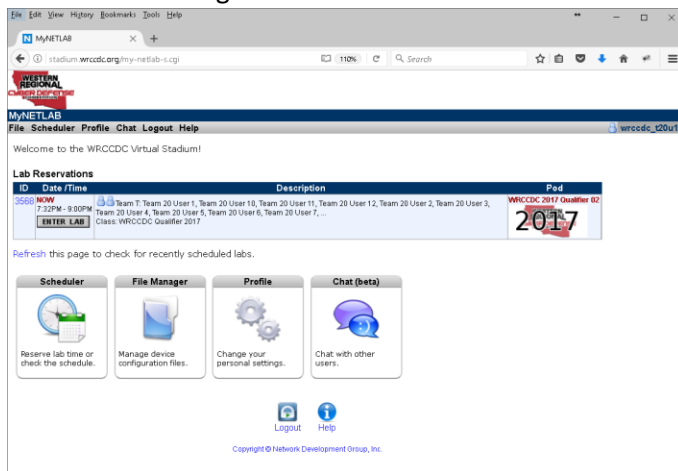 File Edit View History Bookmarks Tools Help
MyNETLAB
stadium.wrccdc.org/my-netlab-s.cgi 110% Search
WESTERN
REGIONAL
CYBER DEFENSE
MyNETLAB
File Scheduler Profile Chat Logout Help wrccdc_t20u1
Welcome to the WRCCDC Virtual Stadium!
Lab Reservations
ID Date /Time Description Pod
3568 NOW
7:32PM - 9:00PM
ENTER LAB
Team T: Team 20 User 1, Team 20 User 10, Team 20 User 11, Team 20 User 12, Team 20 User 2, Team 20 User 3,
Team 20 User 4, Team 20 User 5, Team 20 User 6, Team 20 User 7, ...
Class: WRCCDC Qualifier 2017
WRCCDC 2017 Qualifier 02
2017
Refresh this page to check for recently scheduled labs.
Scheduler
Reserve lab time or
check the schedule.
File Manager
Manage device
configuration files.
Profile
Change your
personal settings.
Chat (beta)
Chat with other
users.
Logout Help
Copyright © Network Development Group, Inc.